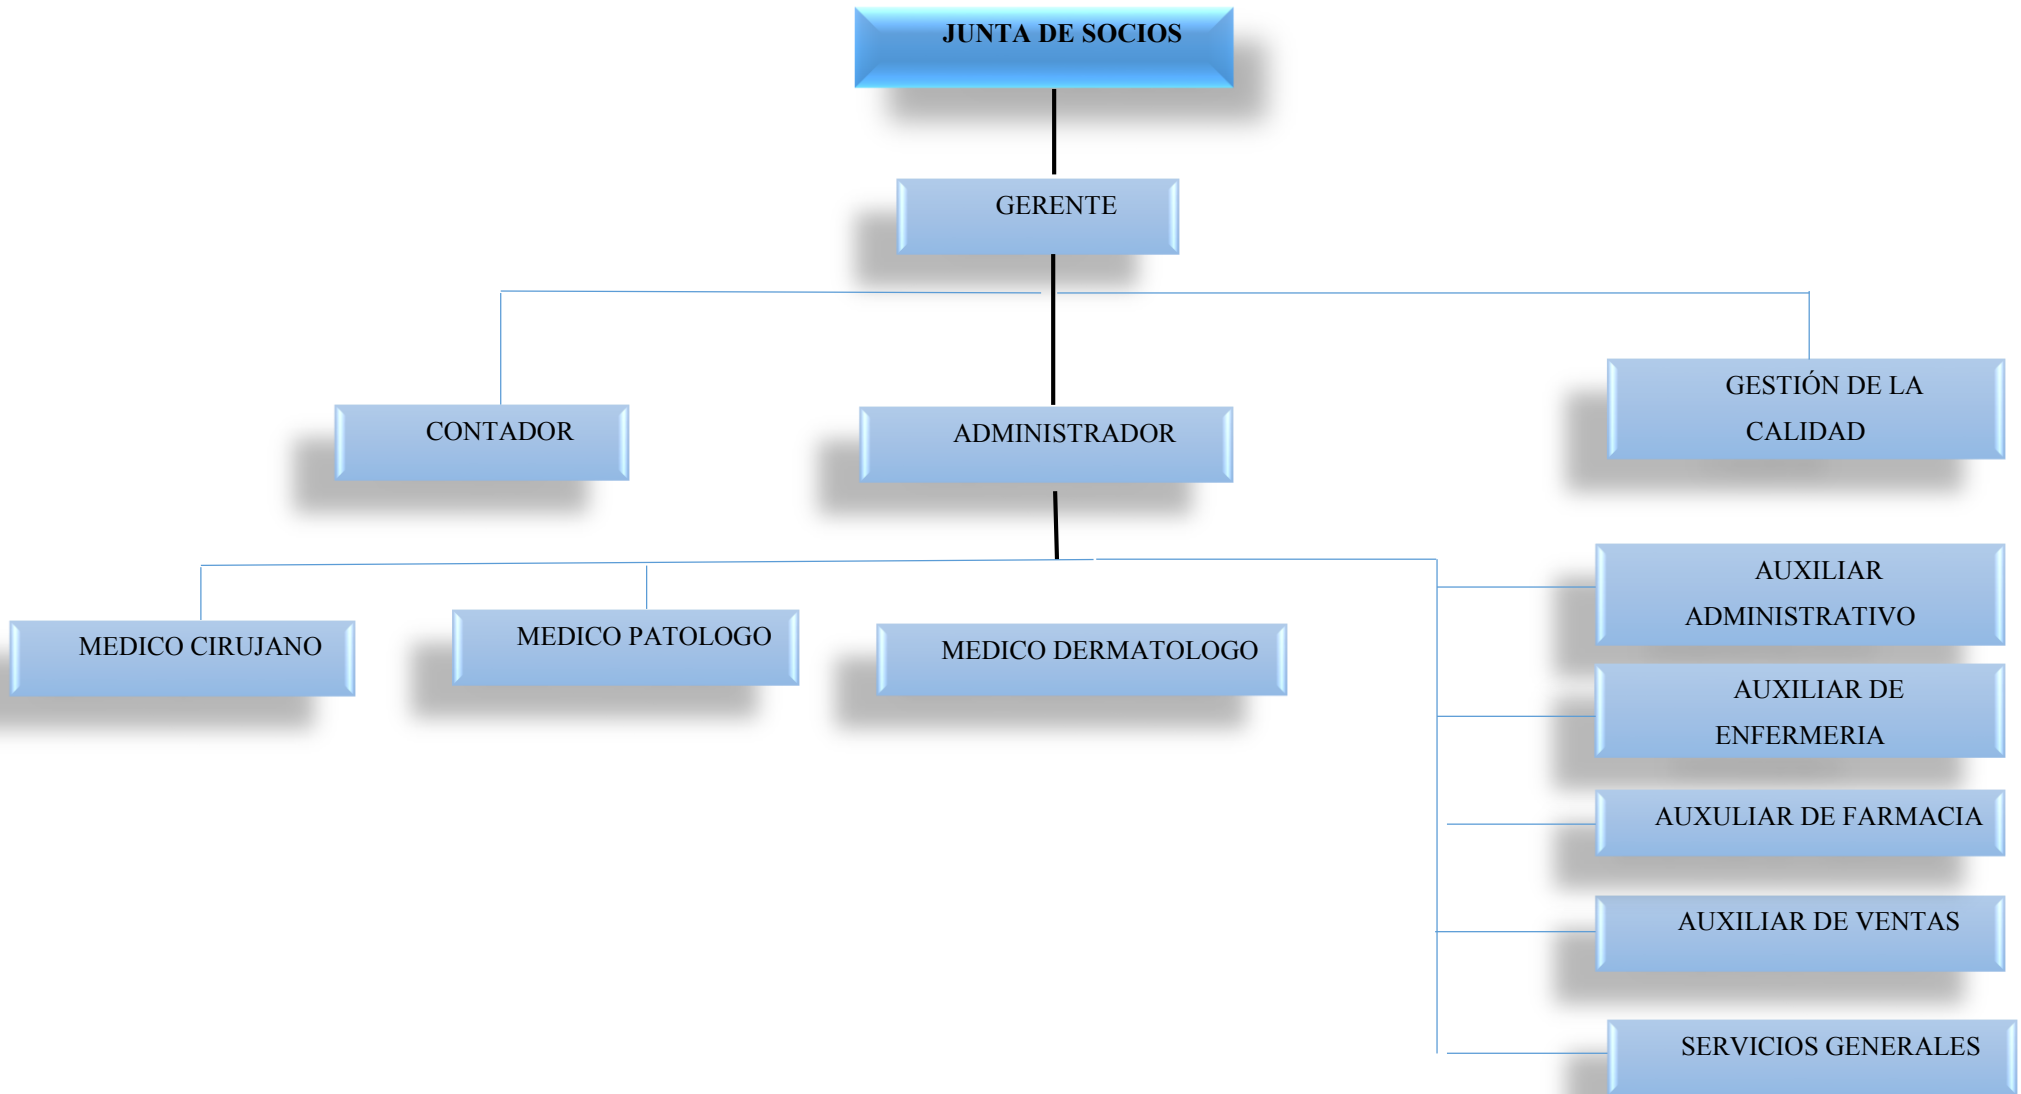 JUNTA DE SOCIOS
GERENTE
CONTADOR
ADMINISTRADOR
GESTIÓN DE LA
CALIDAD
MEDICO CIRUJANO
MEDICO PATOLOGO
MEDICO DERMATOLOGO
AUXILIAR
ADMINISTRATIVO
AUXILIAR DE
ENFERMERIA
AUXULIAR DE FARMACIA
AUXILIAR DE VENTAS
SERVICIOS GENERALES